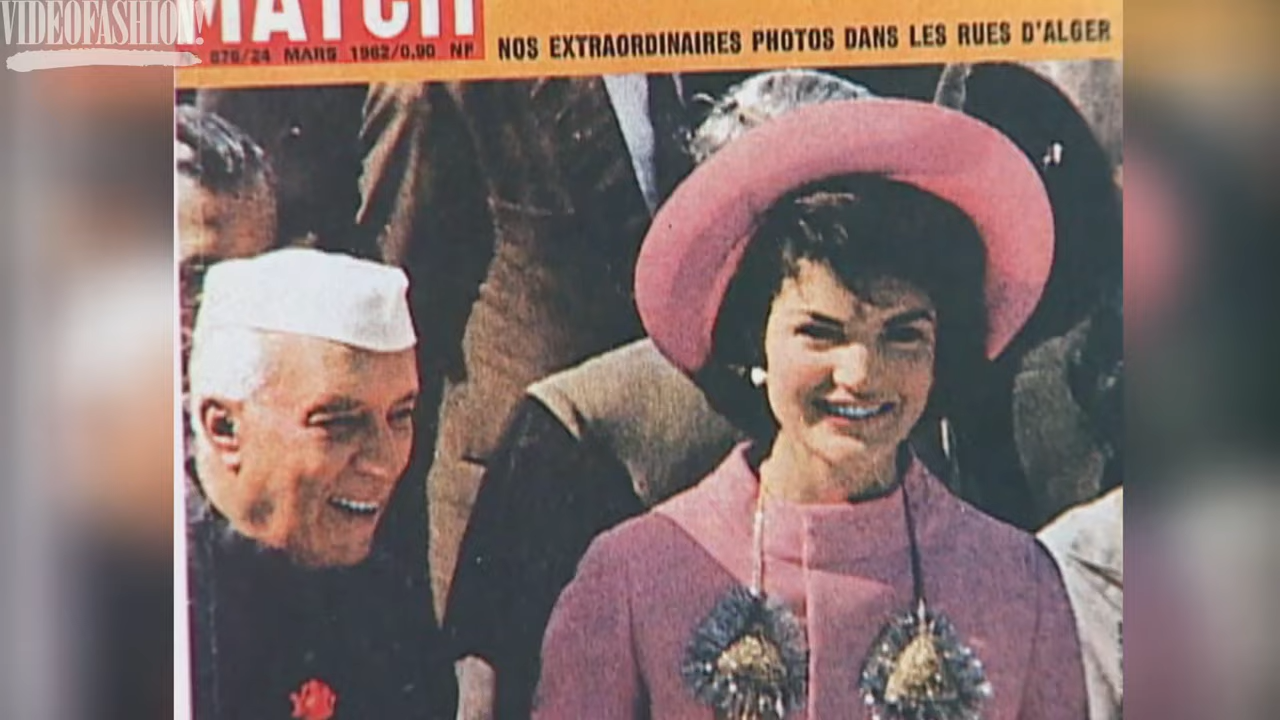 VIDEOFASHION!
MATCH
676/24 MARS 1962/0.90 NF
NOS EXTRAORDINAIRES PHOTOS DANS LES RUES D'ALGER